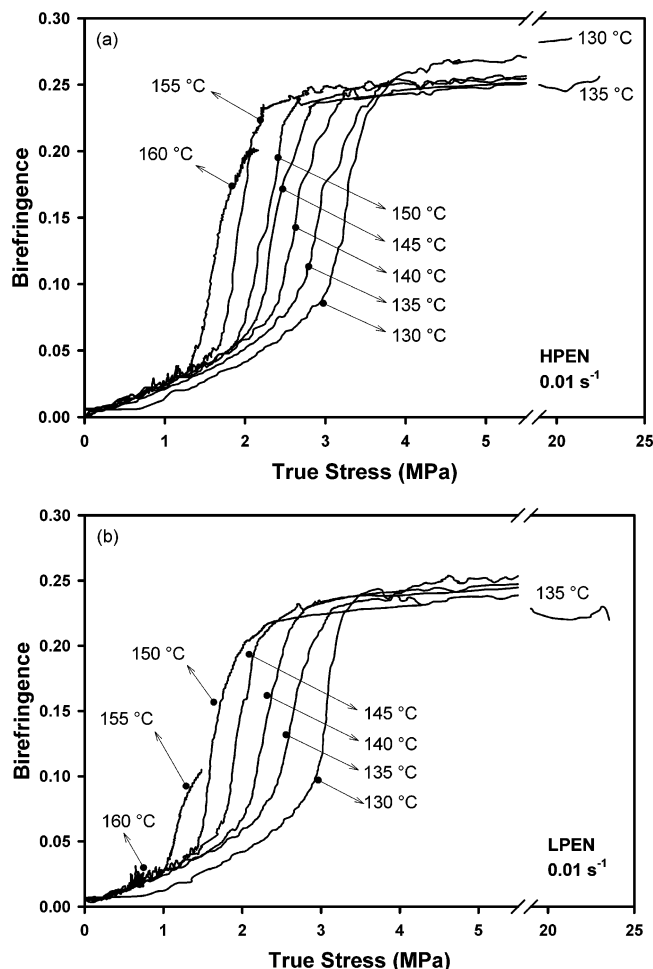 0.30
(a)
130 °C
155 °C
0.25
135 °C
0.20
160 °C
Birefringence
150 °C
0.15
145 °C
140 °C
0.10
135 °C
130 °C
0.05
HPEN
0.01 s⁻¹
0.00
0 1 2 3 4 5 20 25
True Stress (MPa)
0.30
(b)
0.25
135 °C
0.20
150 °C
Birefringence
145 °C
0.15
155 °C
140 °C
135 °C
0.10
130 °C
160 °C
0.05
LPEN
0.01 s⁻¹
0.00
0 1 2 3 4 5 20 25
True Stress (MPa)